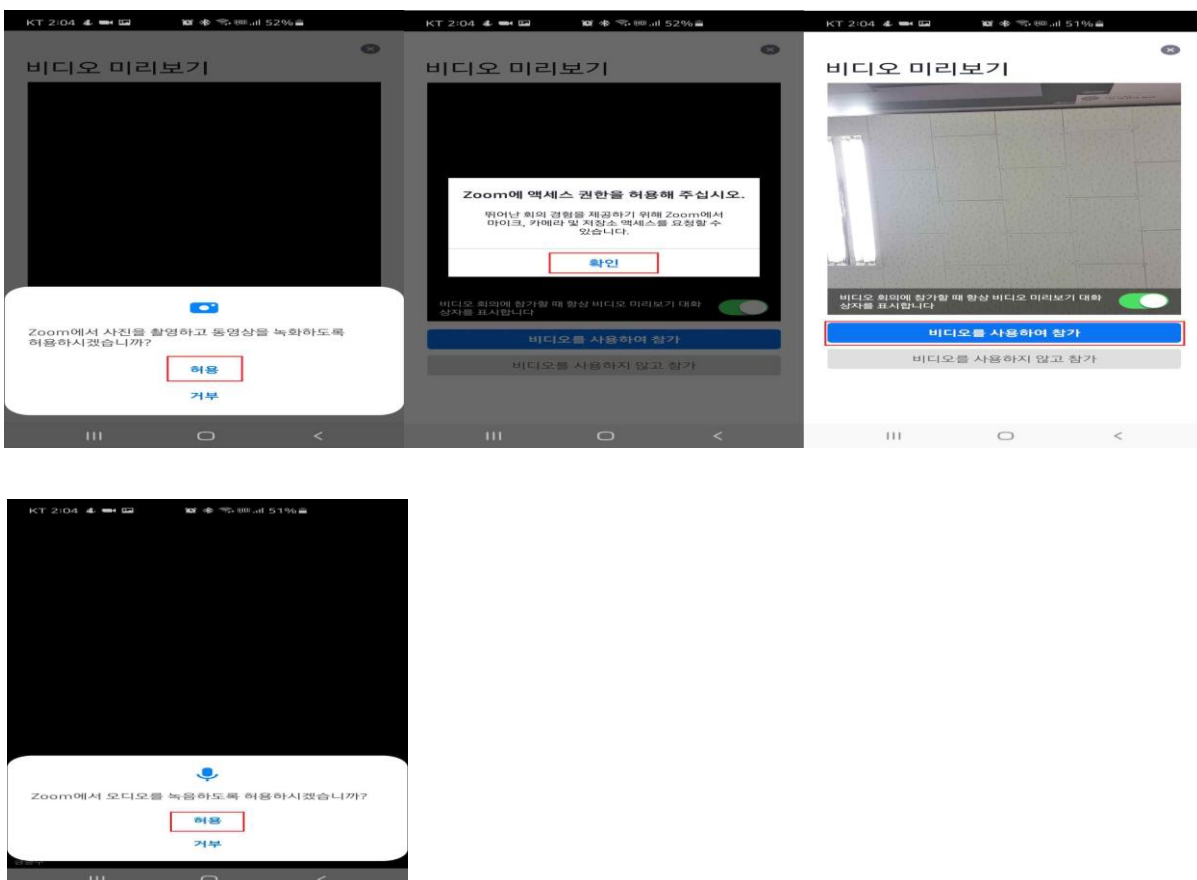 KT 2:04
52%
비디오 미리보기
Zoom에서 사진을 촬영하고 동영상을 녹화하도록
허용하시겠습니까?
허용
거부
KT 2:04
52%
비디오 미리보기
Zoom에 액세스 권한을 허용해 주십시오.
뛰어난 회의 경험을 제공하기 위해 Zoom에서
마이크, 카메라 및 저장소 액세스를 요청할 수
있습니다.
확인
비디오 회의에 참가할 때 항상 비디오 미리보기 대화
상자를 표시합니다
비디오를 사용하여 참가
비디오를 사용하지 않고 참가
KT 2:04
51%
비디오 미리보기
비디오 회의에 참가할 때 항상 비디오 미리보기 대화
상자를 표시합니다
비디오를 사용하여 참가
비디오를 사용하지 않고 참가
KT 2:04
51%
Zoom에서 오디오를 녹음하도록 허용하시겠습니까?
허용
거부